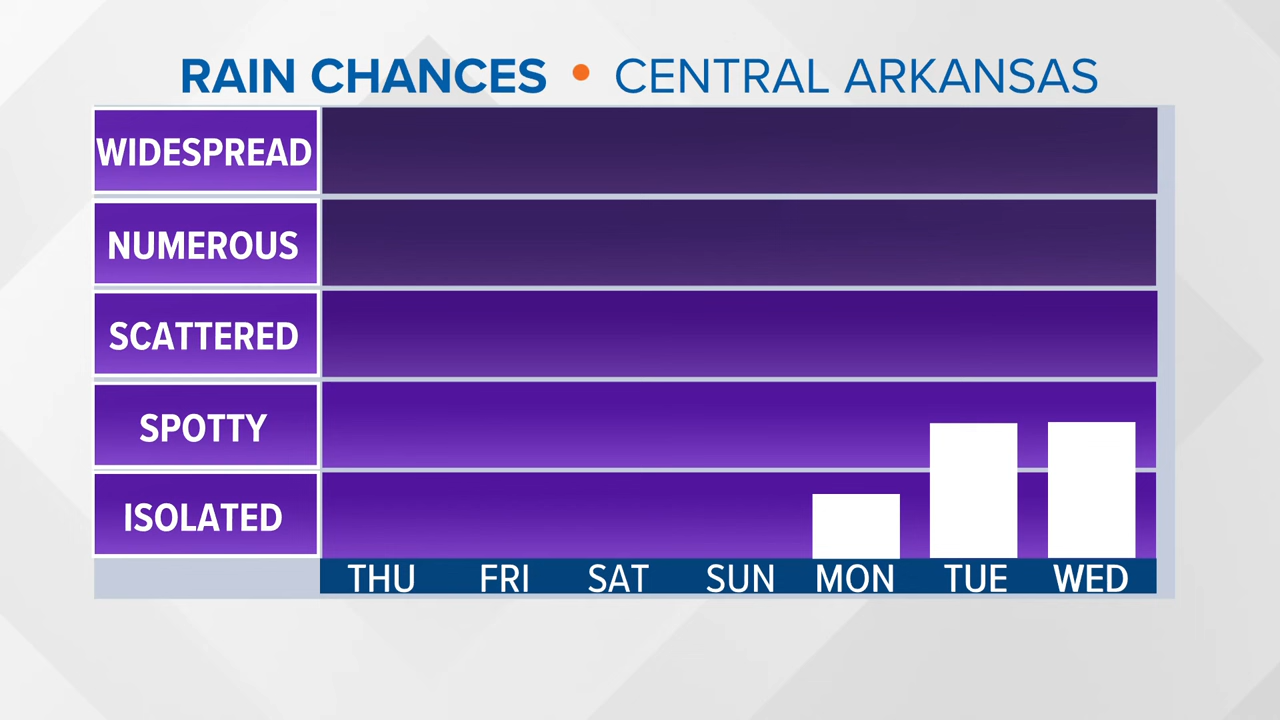 RAIN CHANCES • CENTRAL ARKANSAS
WIDESPREAD
NUMEROUS
SCATTERED
SPOTTY
ISOLATED
THU FRI SAT SUN MON TUE WED